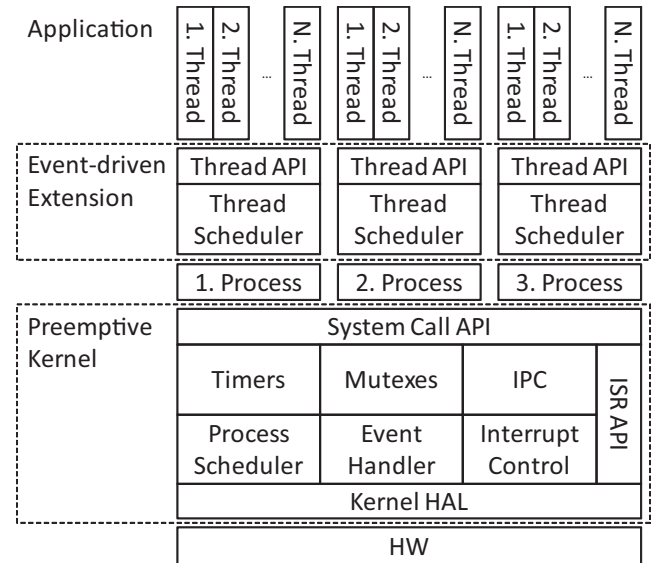 Application
1. Thread
2. Thread
...
N. Thread
1. Thread
2. Thread
...
N. Thread
1. Thread
2. Thread
...
N. Thread
Event-driven
Extension
Thread API
Thread API
Thread API
Thread
Scheduler
Thread
Scheduler
Thread
Scheduler
1. Process
2. Process
3. Process
Preemptive
Kernel
System Call API
Timers
Mutexes
IPC
ISR API
Process
Scheduler
Event
Handler
Interrupt
Control
Kernel HAL
HW